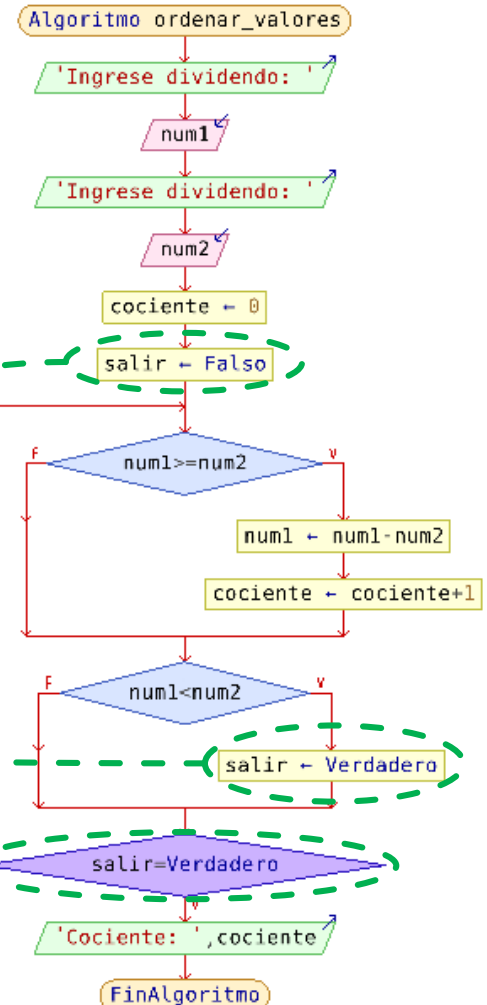 Algoritmo ordenar_valores
'Ingrese dividendo: '
num1
'Ingrese dividendo: '
num2
cociente ← 0
salir ← Falso
num1>=num2
F
V
num1 ← num1-num2
cociente ← cociente+1
num1<num2
F
V
salir ← Verdadero
salir=Verdadero
V
'Cociente: ',cociente
FinAlgoritmo